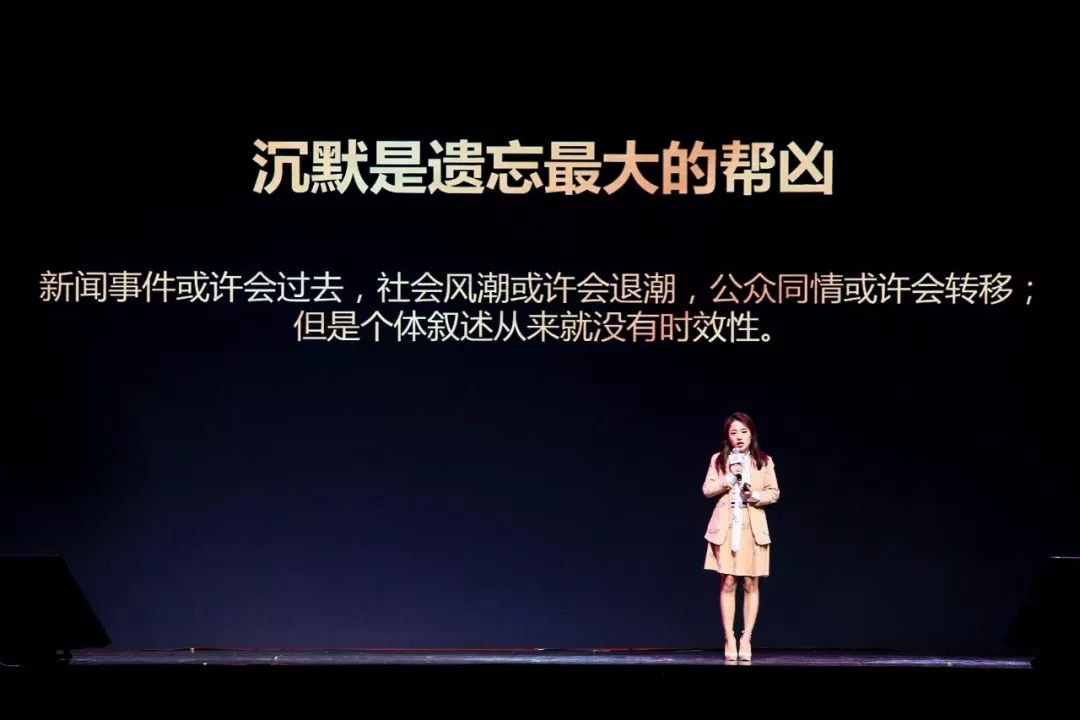 沉默是遗忘最大的帮凶
新闻事件或许会过去，社会风潮或许会退潮，公众同情或许会转移；
但是个体叙述从来就没有时效性。